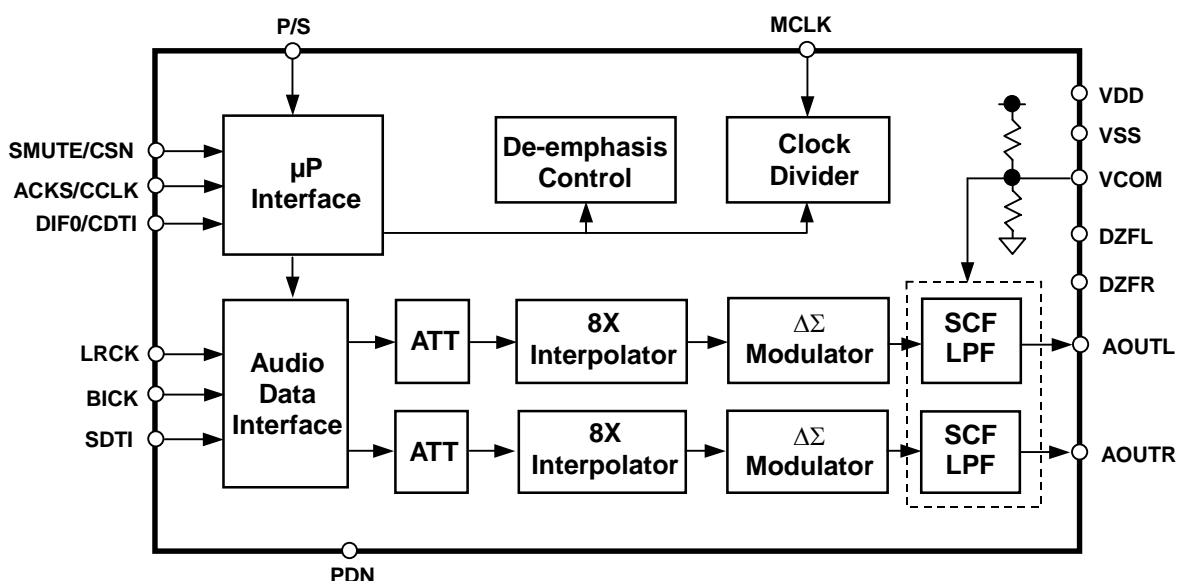 P/S
MCLK
VDD
VSS
SMUTE/CSN
ACKS/CCLK
DIF0/CDTI
µP
Interface
De-emphasis
Control
Clock
Divider
VCOM
DZFL
DZFR
LRCK
BICK
SDTI
Audio
Data
Interface
ATT
8X
Interpolator
ΔΣ
Modulator
SCF
LPF
AOUTL
ATT
8X
Interpolator
ΔΣ
Modulator
SCF
LPF
AOUTR
PDN